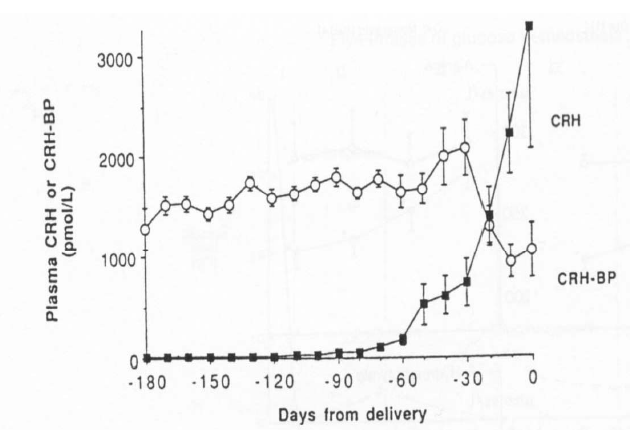 3000
2000
1000
0
Plasma CRH or CRH-BP
(pmol/L)
CRH
CRH-BP
-180 -150 -120 -90 -60 -30 0
Days from delivery